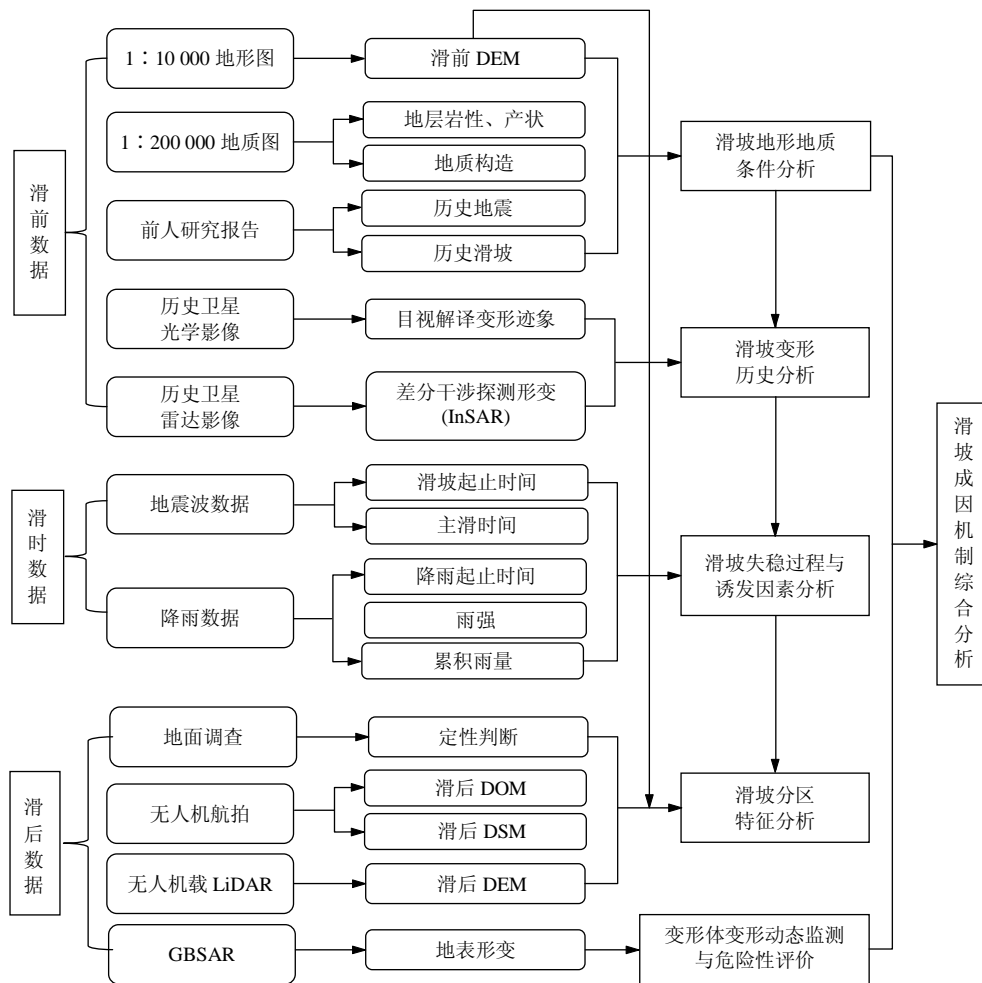 滑前数据
1：10 000 地形图
滑前 DEM
1：200 000 地质图
地层岩性、产状
地质构造
前人研究报告
历史地震
历史滑坡
历史卫星
光学影像
目视解译变形迹象
历史卫星
雷达影像
差分干涉探测形变
(InSAR)
滑坡地形地质
条件分析
滑坡变形
历史分析
滑时数据
地震波数据
滑坡起止时间
主滑时间
降雨数据
降雨起止时间
雨强
累积雨量
滑坡失稳过程与
诱发因素分析
滑后数据
地面调查
定性判断
无人机航拍
滑后 DOM
滑后 DSM
无人机载 LiDAR
滑后 DEM
滑坡分区
特征分析
GBSAR
地表形变
变形体变形动态监测
与危险性评价
滑坡成因机制综合分析